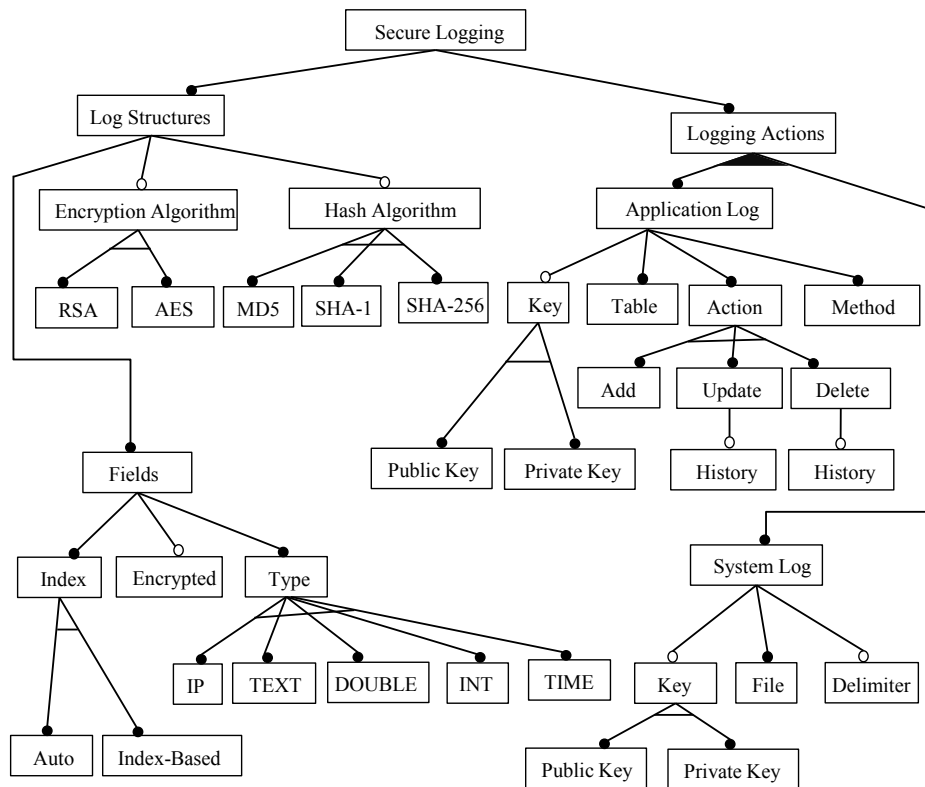 Secure Logging
Log Structures
Logging Actions
Encryption Algorithm
Hash Algorithm
Application Log
RSA
AES
MD5
SHA-1
SHA-256
Key
Table
Action
Method
Add
Update
Delete
Public Key
Private Key
History
History
Fields
Index
Encrypted
Type
System Log
IP
TEXT
DOUBLE
INT
TIME
Key
File
Delimiter
Auto
Index-Based
Public Key
Private Key